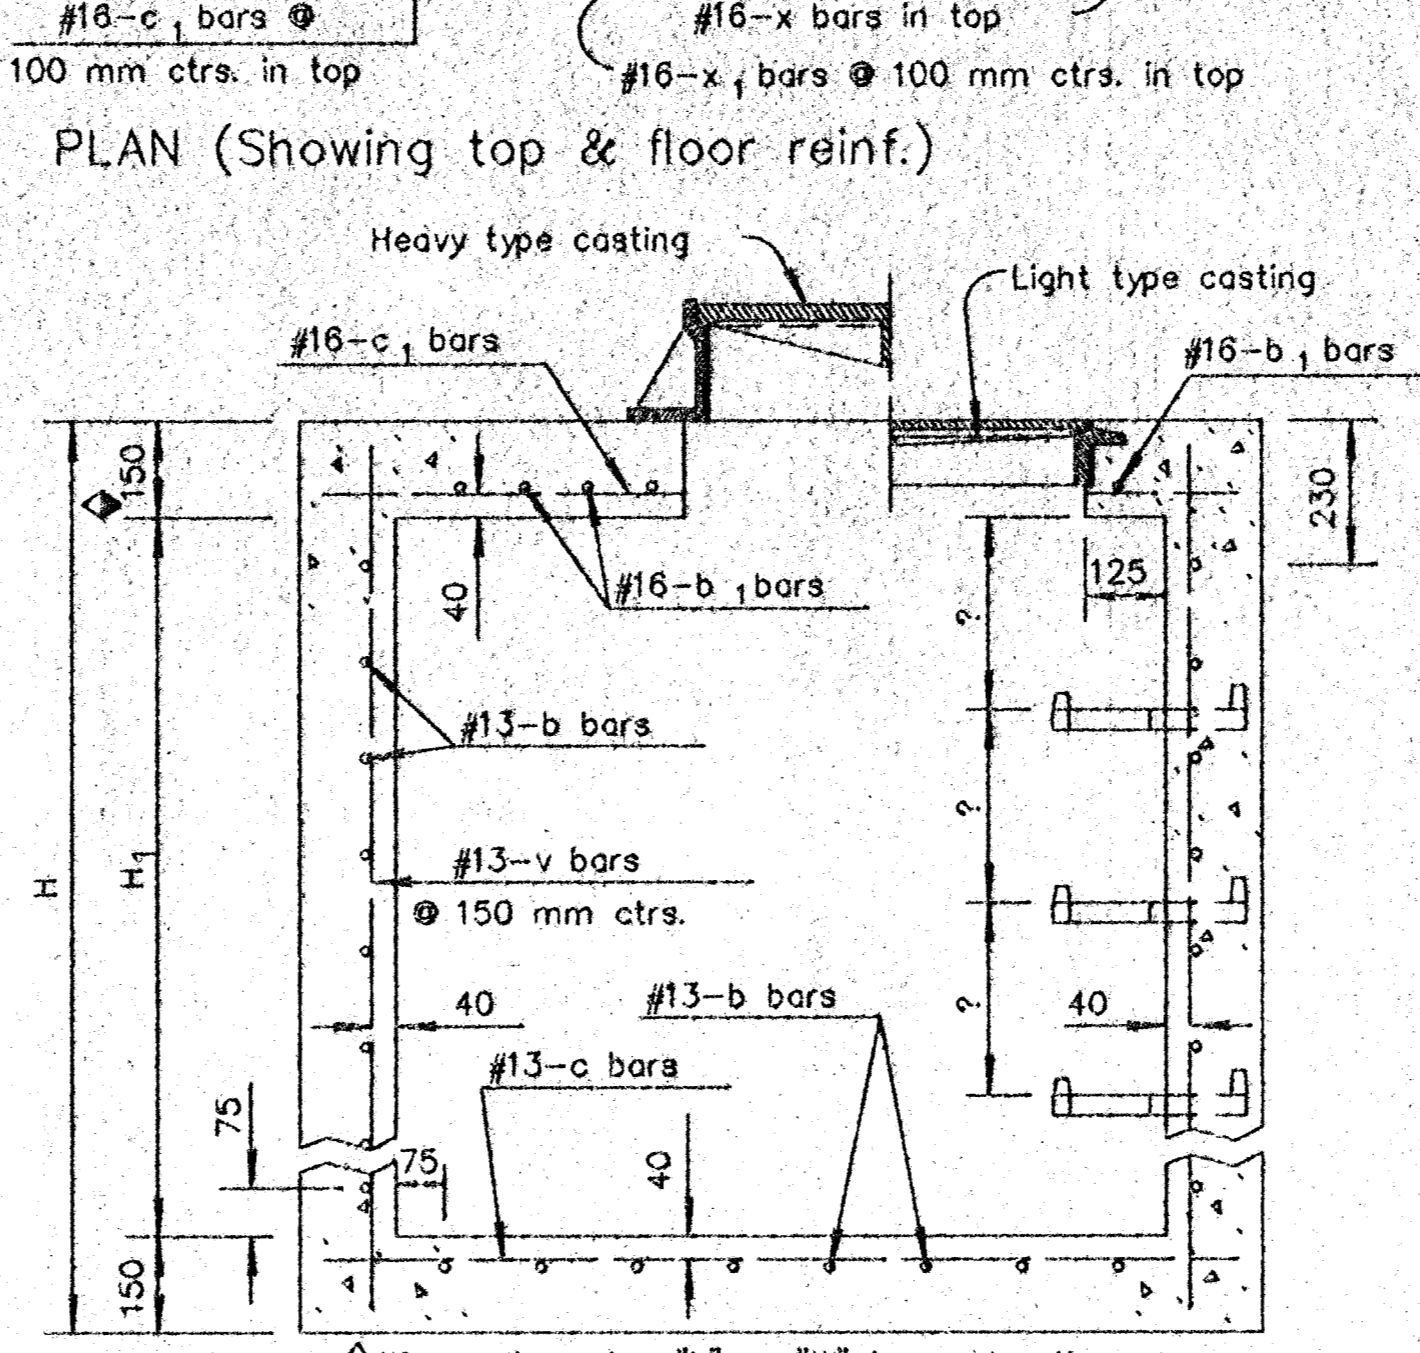 #16-c 1 bars @
100 mm ctrs. in top
#16-x bars in top
#16-x 1 bars @ 100 mm ctrs. in top
PLAN (Showing top & floor reinf.)
Heavy type casting
Light type casting
#16-c 1 bars
#16-b 1 bars
150
230
40
#16-b 1 bars
125
?
#13-b bars
?
H
H1
#13-v bars
@ 150 mm ctrs.
40
#13-b bars
?
40
#13-c bars
75
75
40
150